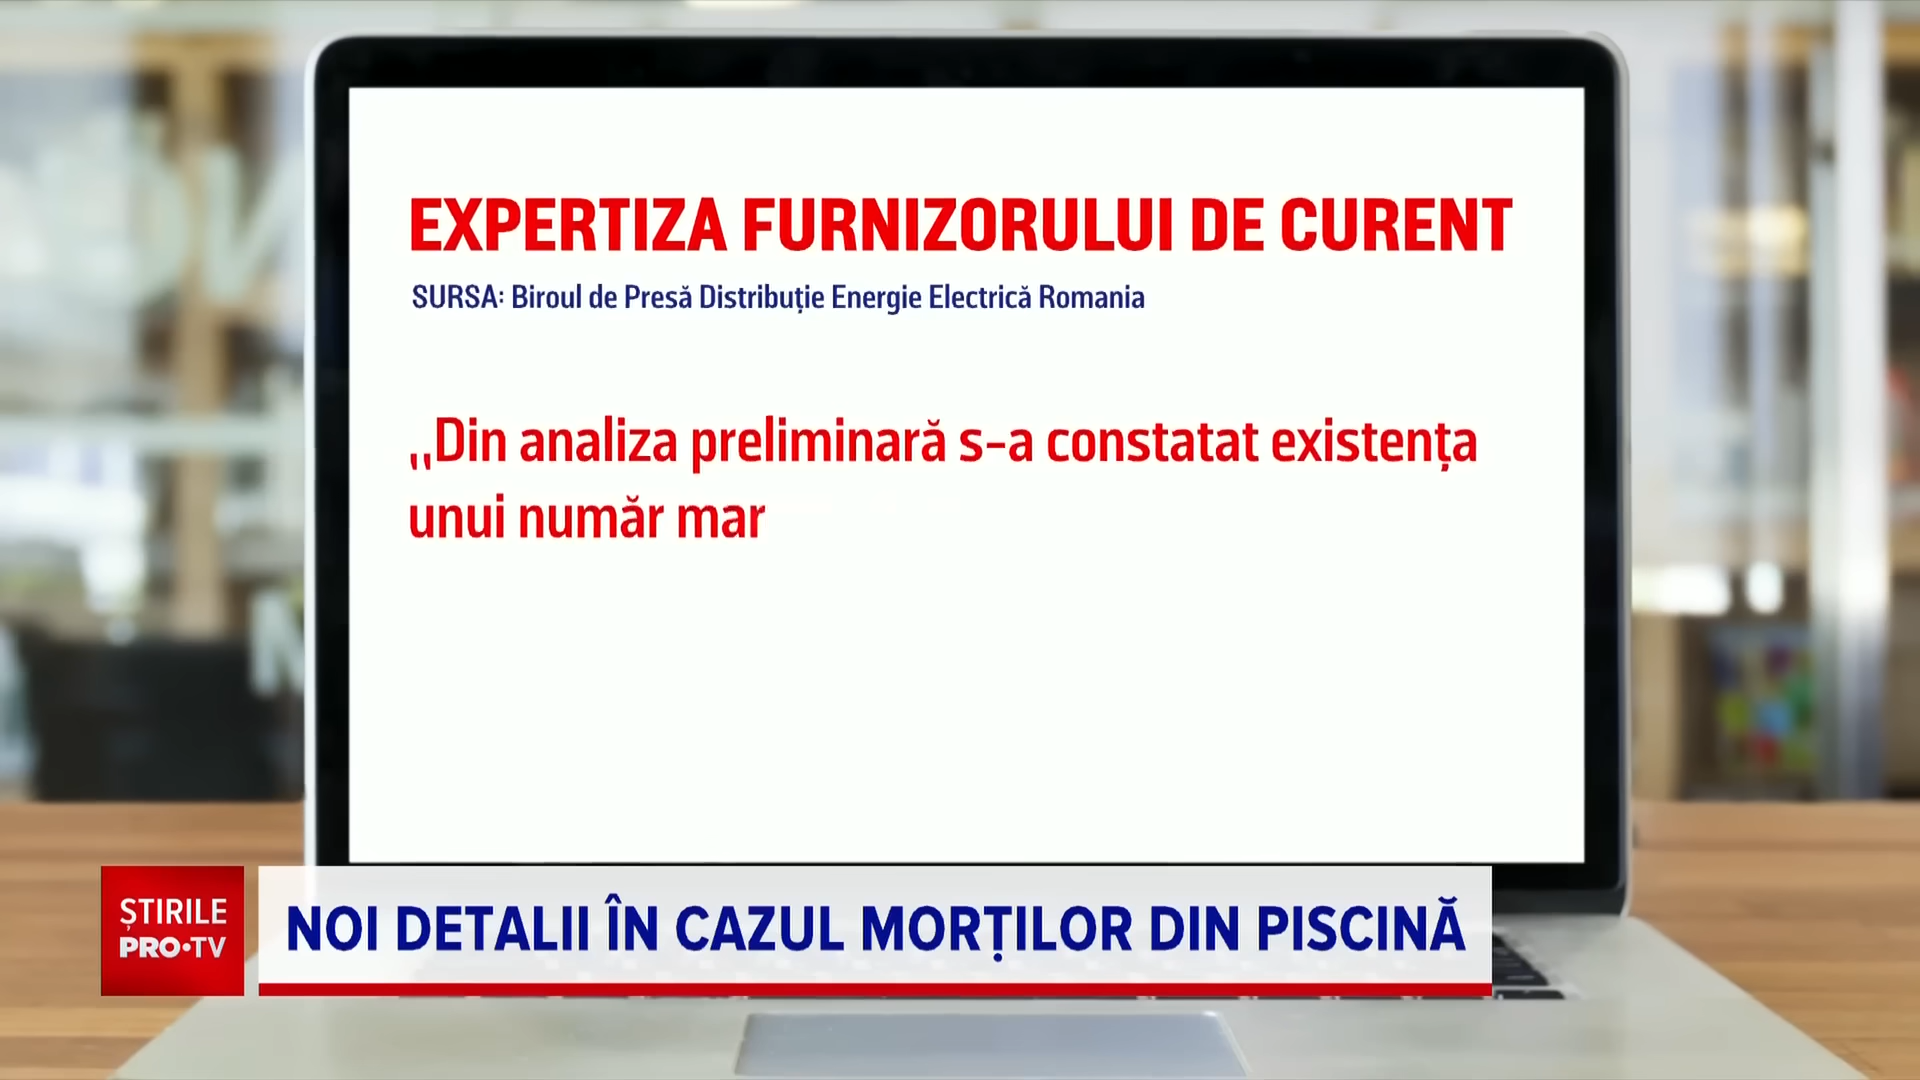 EXPERTIZA FURNIZORULUI DE CURENT
SURSA: Biroul de Presă Distribuție Energie Electrică Romania
„Din analiza preliminară s-a constatat existența
unui număr mar
ȘTIRILE
PRO•TV
NOI DETALII ÎN CAZUL MORȚILOR DIN PISCINĂ